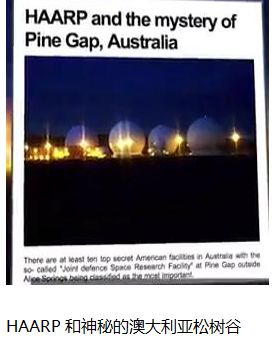 HAARP and the mystery of
Pine Gap, Australia
There are at least ten top secret American facilities in Australia with the
so- called "Joint defence Space Research Facility" at Pine Gap outside
Alice Springs being classified as the most important.
HAARP 和神秘的澳大利亚松树谷